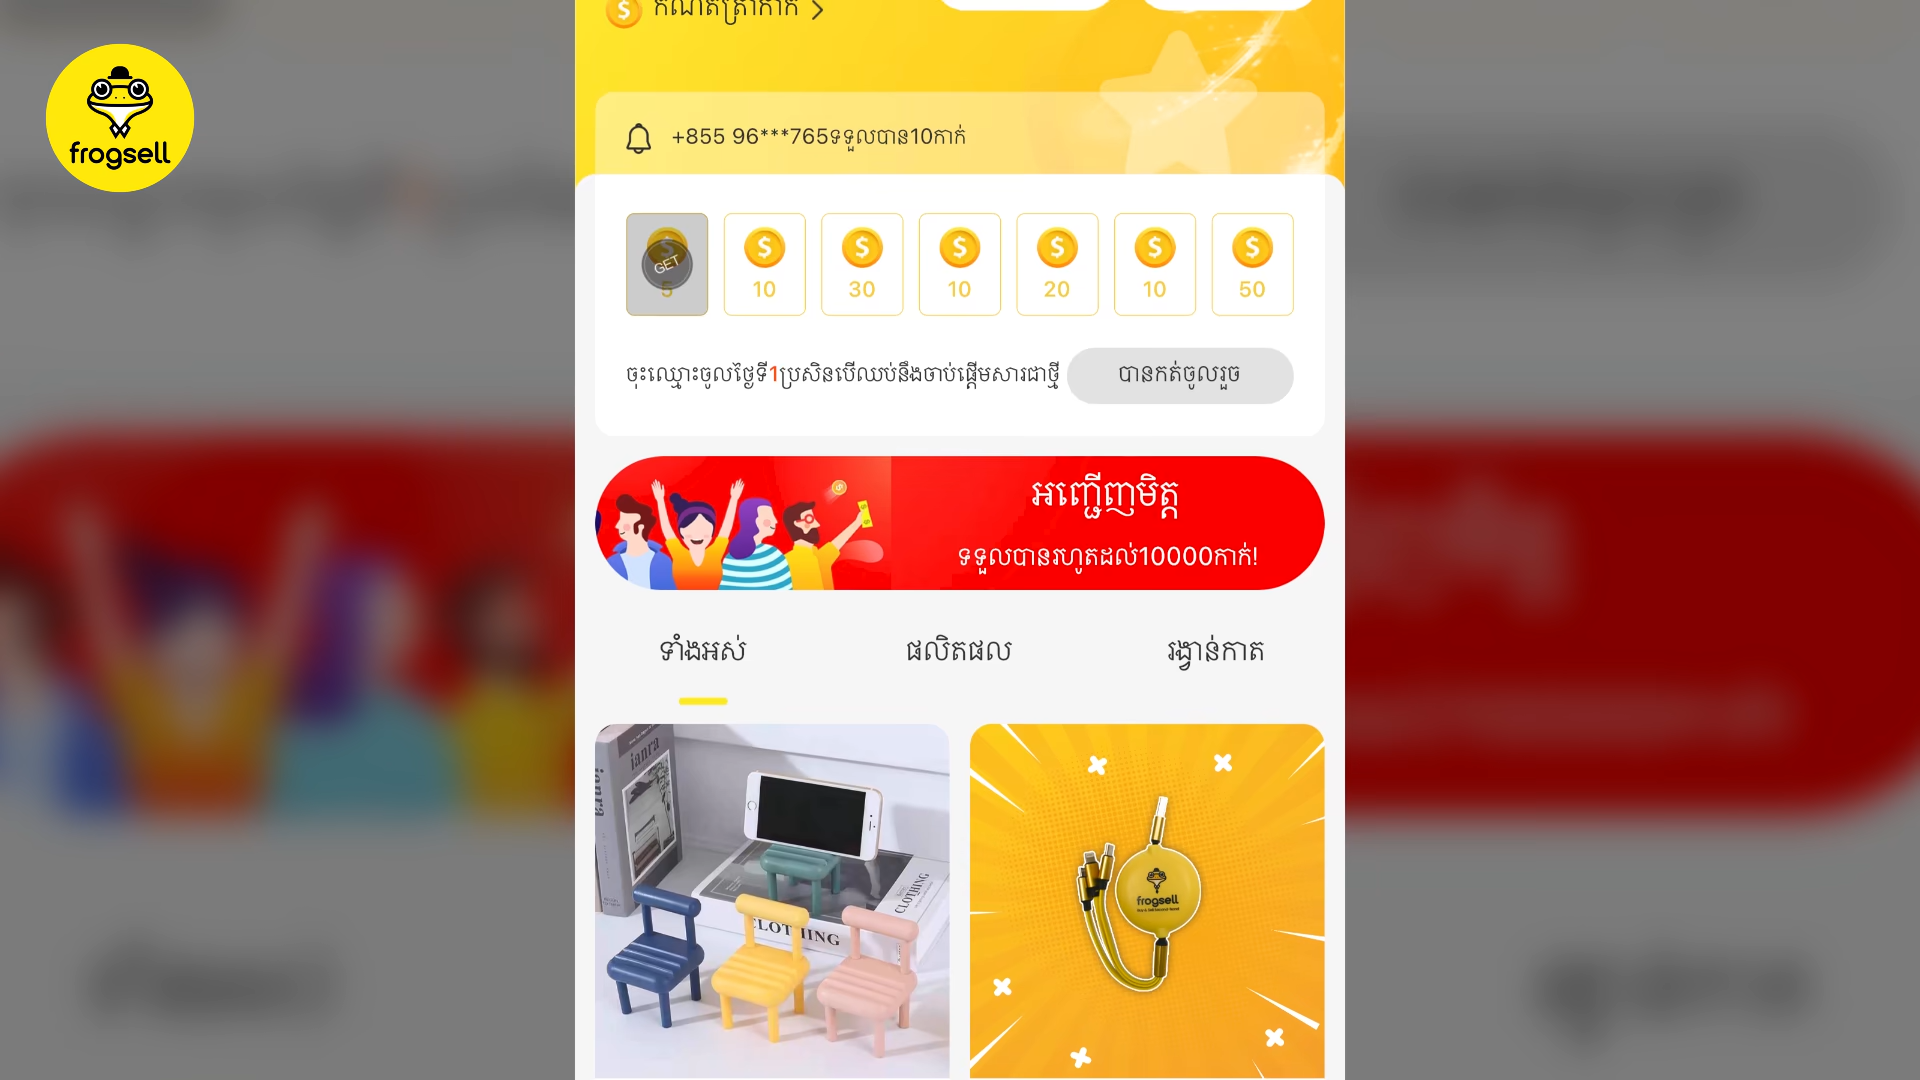 frogsell
+855 96***765ទទួលបាន10កាក់
GET
5
10
30
10
20
10
50
ចុះឈ្មោះចូលថ្ងៃទី1ប្រសិនបើឈប់នឹងចាប់ផ្តើមសារជាថ្មី
បានកត់ចូលរួច
អញ្ជើញមិត្ត
ទទួលបានរហូតដល់10000កាក់!
ទាំងអស់
ផលិតផល
រង្វាន់កាត
ianra
CLOTHING
CLOTHING
frogsell